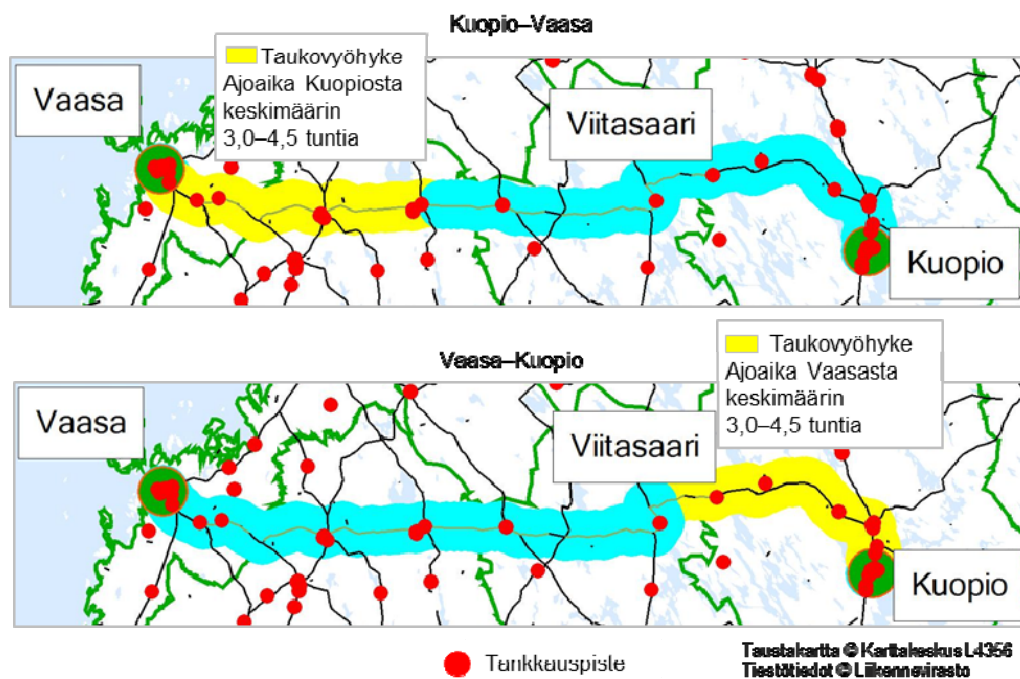 Kuopio–Vaasa
Taukovyöhyke
Ajoaika Kuopiosta
keskimäärin
3,0–4,5 tuntia
Vaasa
Viitasaari
Kuopio
Vaasa–Kuopio
Taukovyöhyke
Ajoaika Vaasasta
keskimäärin
3,0–4,5 tuntia
Vaasa
Viitasaari
Kuopio
Tankkauspiste
Taustakartta © Karttakeskus L4356
Tiestötiedot © Liikennevirasto